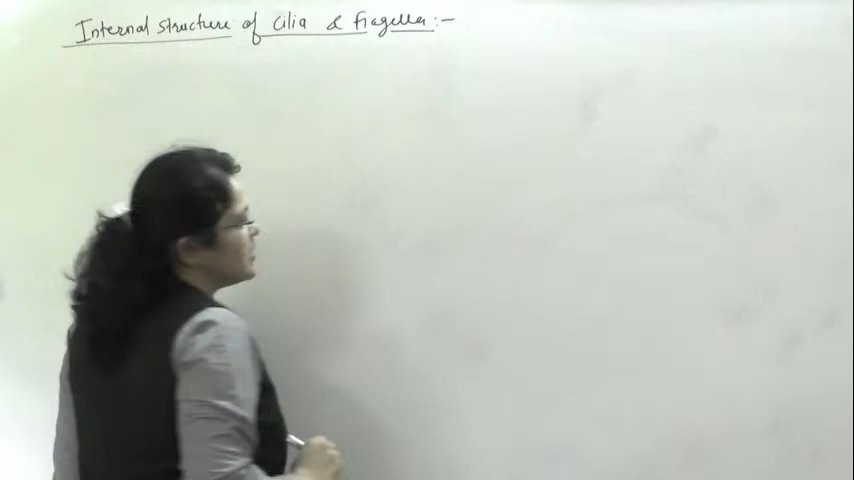 Internal structure of Cilia & Flagella:-